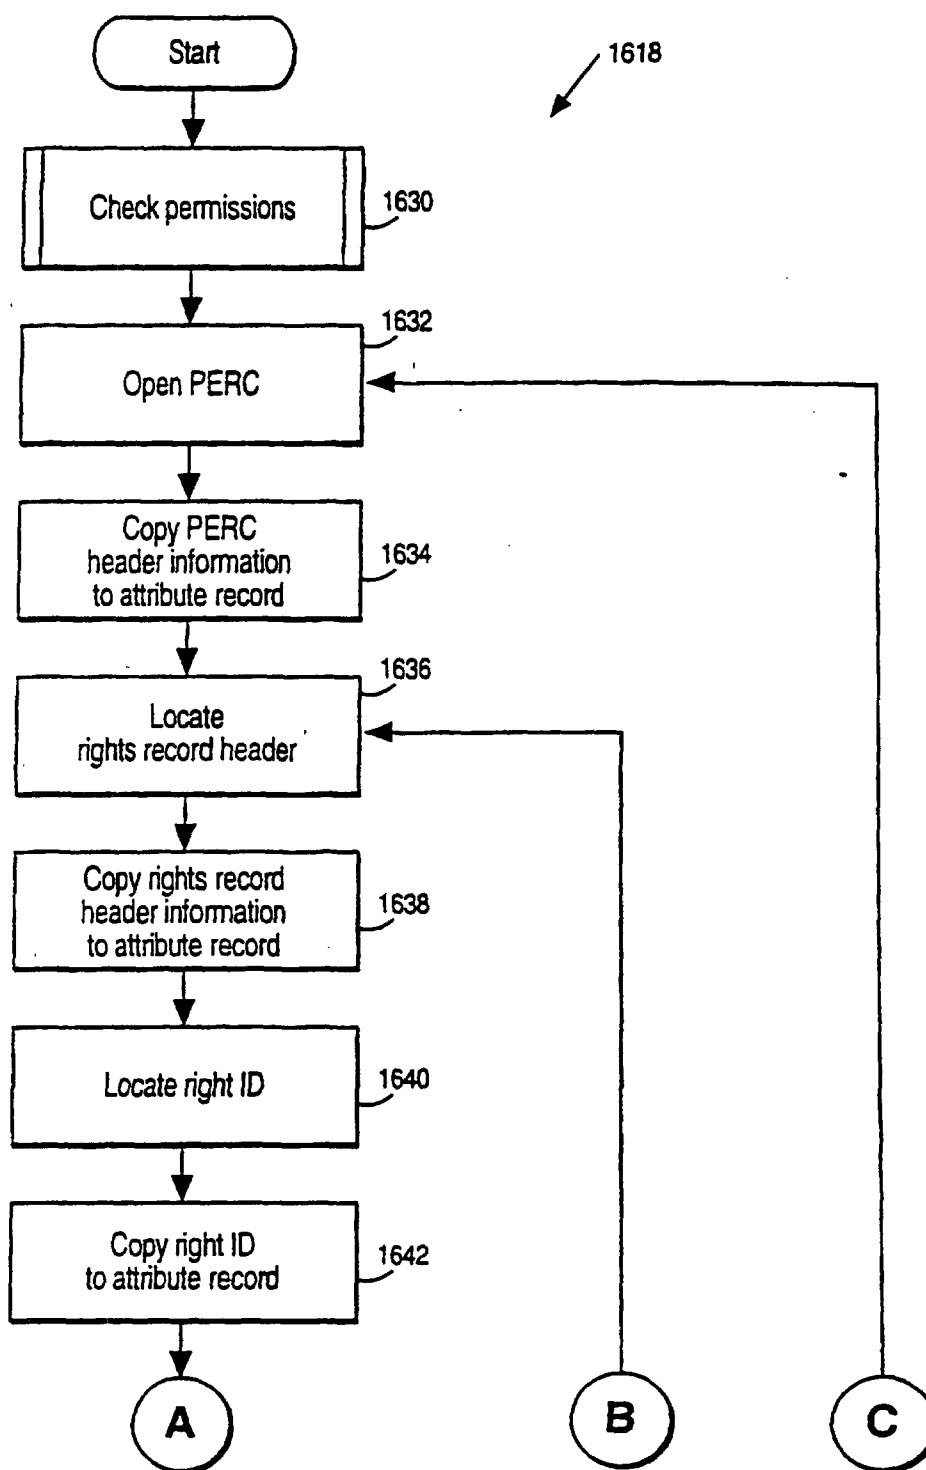 Start
1618
Check permissions
1630
1632
Open PERC
Copy PERC
header information
to attribute record
1634
1636
Locate
rights record header
Copy rights record
header information
to attribute record
1638
Locate right ID
1640
Copy right ID
to attribute record
1642
A
B
C